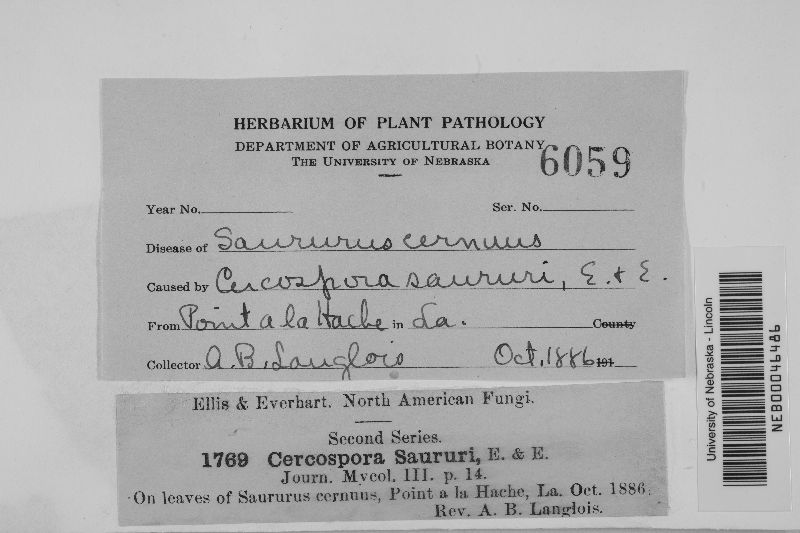 HERBARIUM OF PLANT PATHOLOGY
DEPARTMENT OF AGRICULTURAL BOTANY
THE UNIVERSITY OF NEBRASKA
6059
Year No. Ser. No.
Disease of Saururus cernuus
Caused by Cercospora saururi, E. & E.
From Point a la Hache in La. County
Collector A. B. Langlois Oct. 1886 191
Ellis & Everhart. North American Fungi.
Second Series.
1769 Cercospora Saururi, E. & E.
Journ. Mycol. III. p. 14.
On leaves of Saururus cernuus, Point a la Hache, La. Oct. 1886.
Rev. A. B. Langlois.
University of Nebraska - Lincoln
NEB00046486